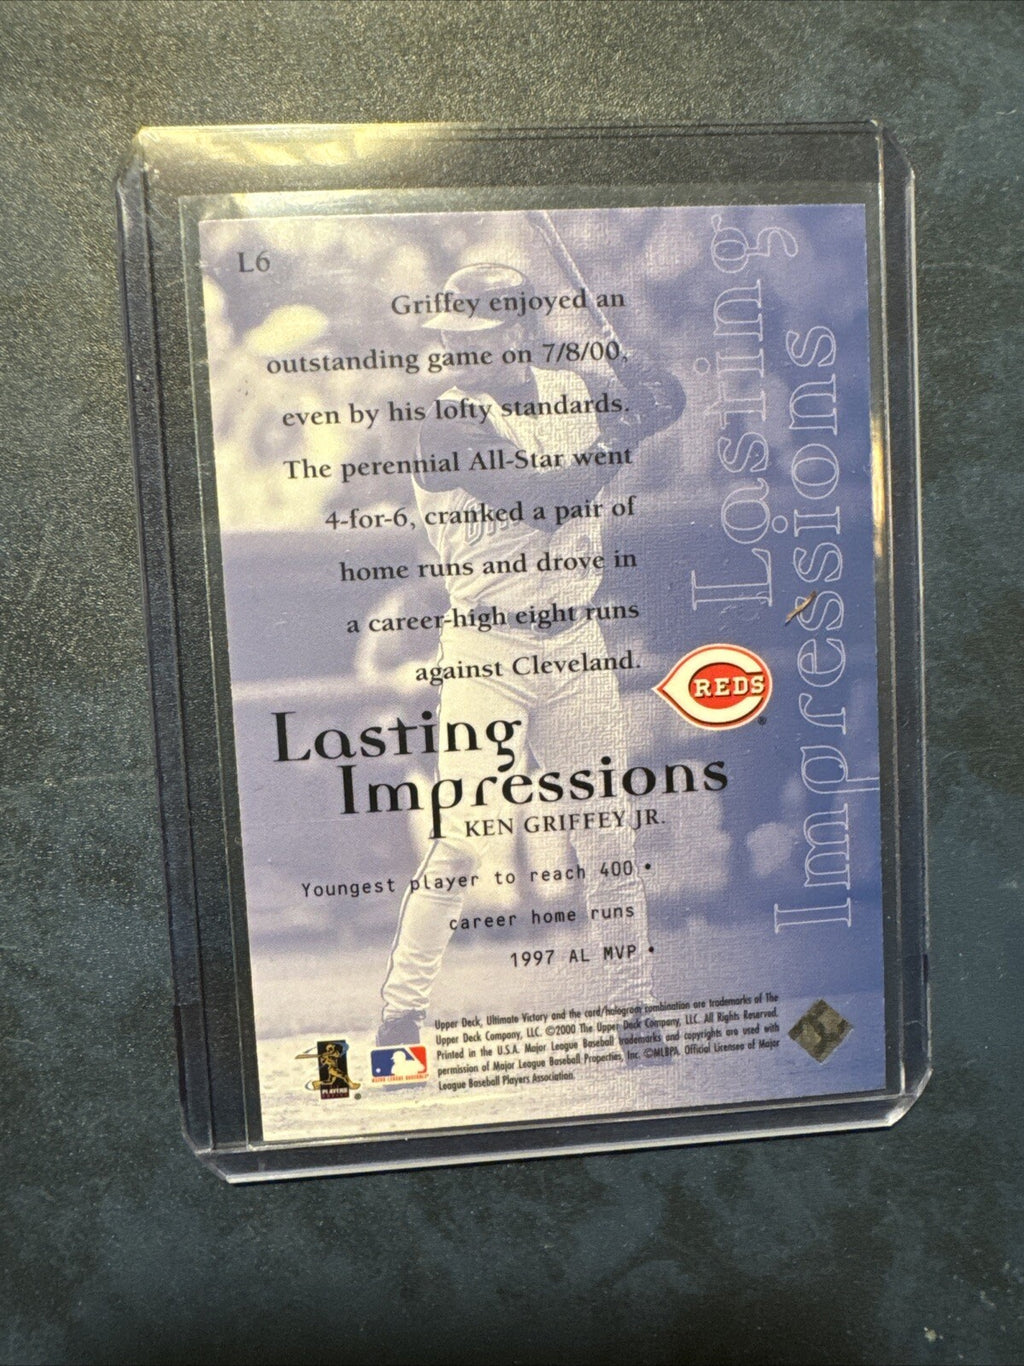 L6
Griffey enjoyed an
outstanding game on 7/8/00,
even by his lofty standards.
The perennial All-Star went
4-for-6, cranked a pair of
home runs and drove in
a career-high eight runs
against Cleveland.
REDS
Lasting
Impressions
KEN GRIFFEY JR.
Youngest player to reach 400 •
career home runs
1997 AL MVP •
Upper Deck, Ultimate Victory and the card/hologram combination are trademarks of The
Upper Deck Company, LLC. ©2000 The Upper Deck Company, LLC. All Rights Reserved.
Printed in the U.S.A. Major League Baseball trademarks and copyrights are used with
permission of Major League Baseball Properties, Inc. ©MLBPA. Official Licensee of Major
League Baseball Players Association.
PLAYERS
MAJOR LEAGUE BASEBALL
Lasting
Impressions